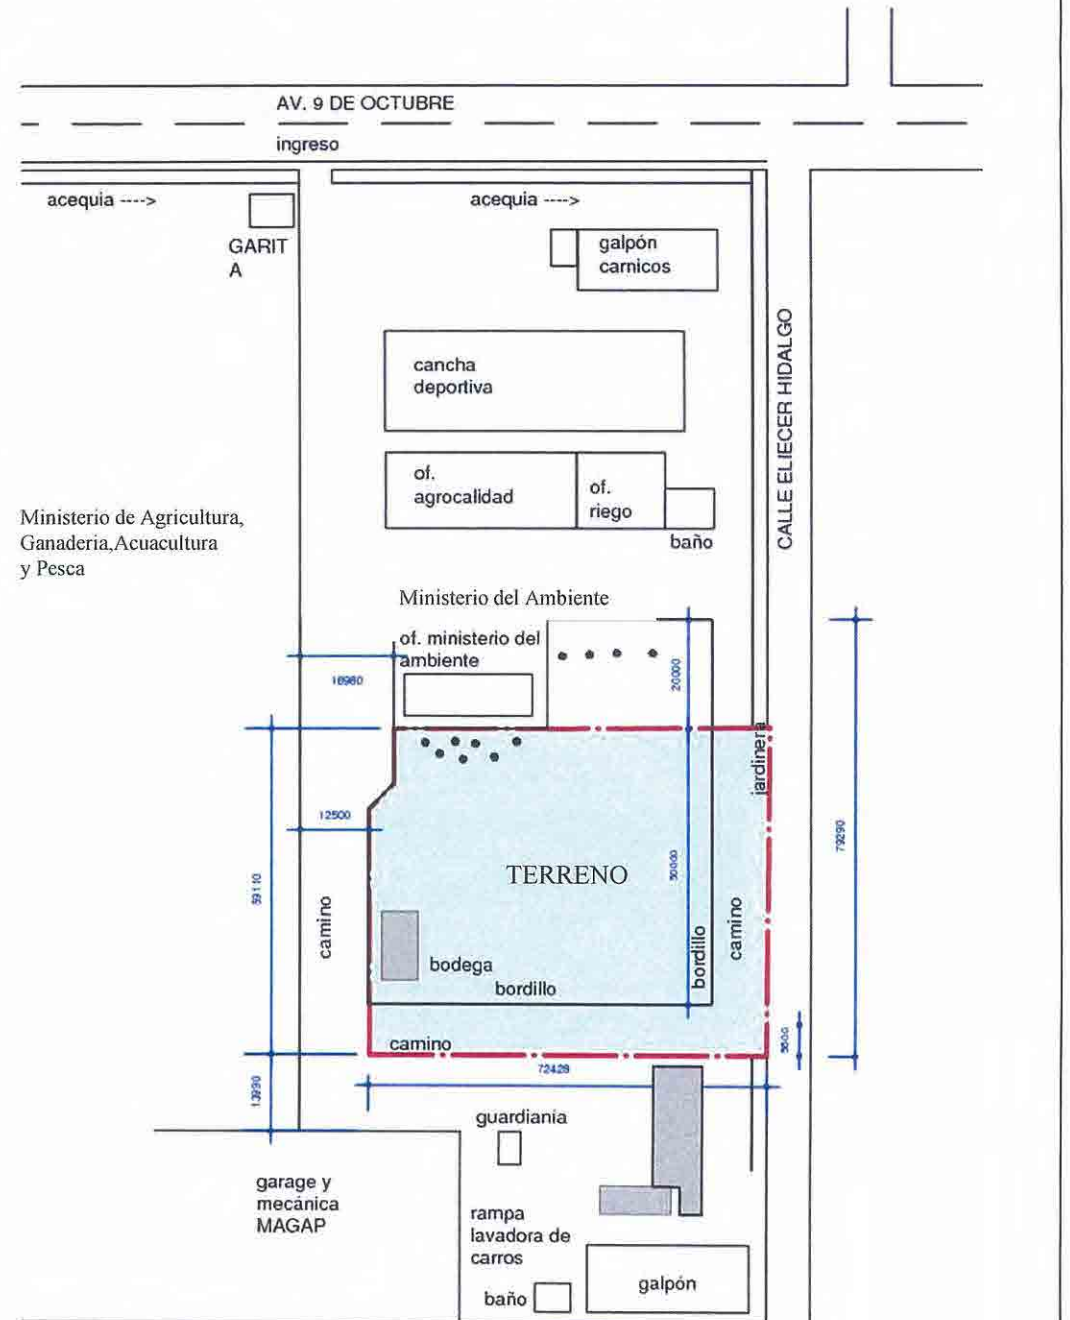 AV. 9 DE OCTUBRE
ingreso
acequia ---->
acequia ---->
GARIT
A
galpón
carnicos
CALLE ELIECER HIDALGO
cancha
deportiva
of.
agrocalidad
of.
riego
baño
Ministerio de Agricultura,
Ganaderia,Acuacultura
y Pesca
Ministerio del Ambiente
of. ministerio del
ambiente
16980
20000
jardinera
12500
79290
59110
50000
TERRENO
camino
camino
bordillo
bodega
bordillo
camino
72428
13990
guardiania
garage y
mecánica
MAGAP
rampa
lavadora de
carros
baño
galpón